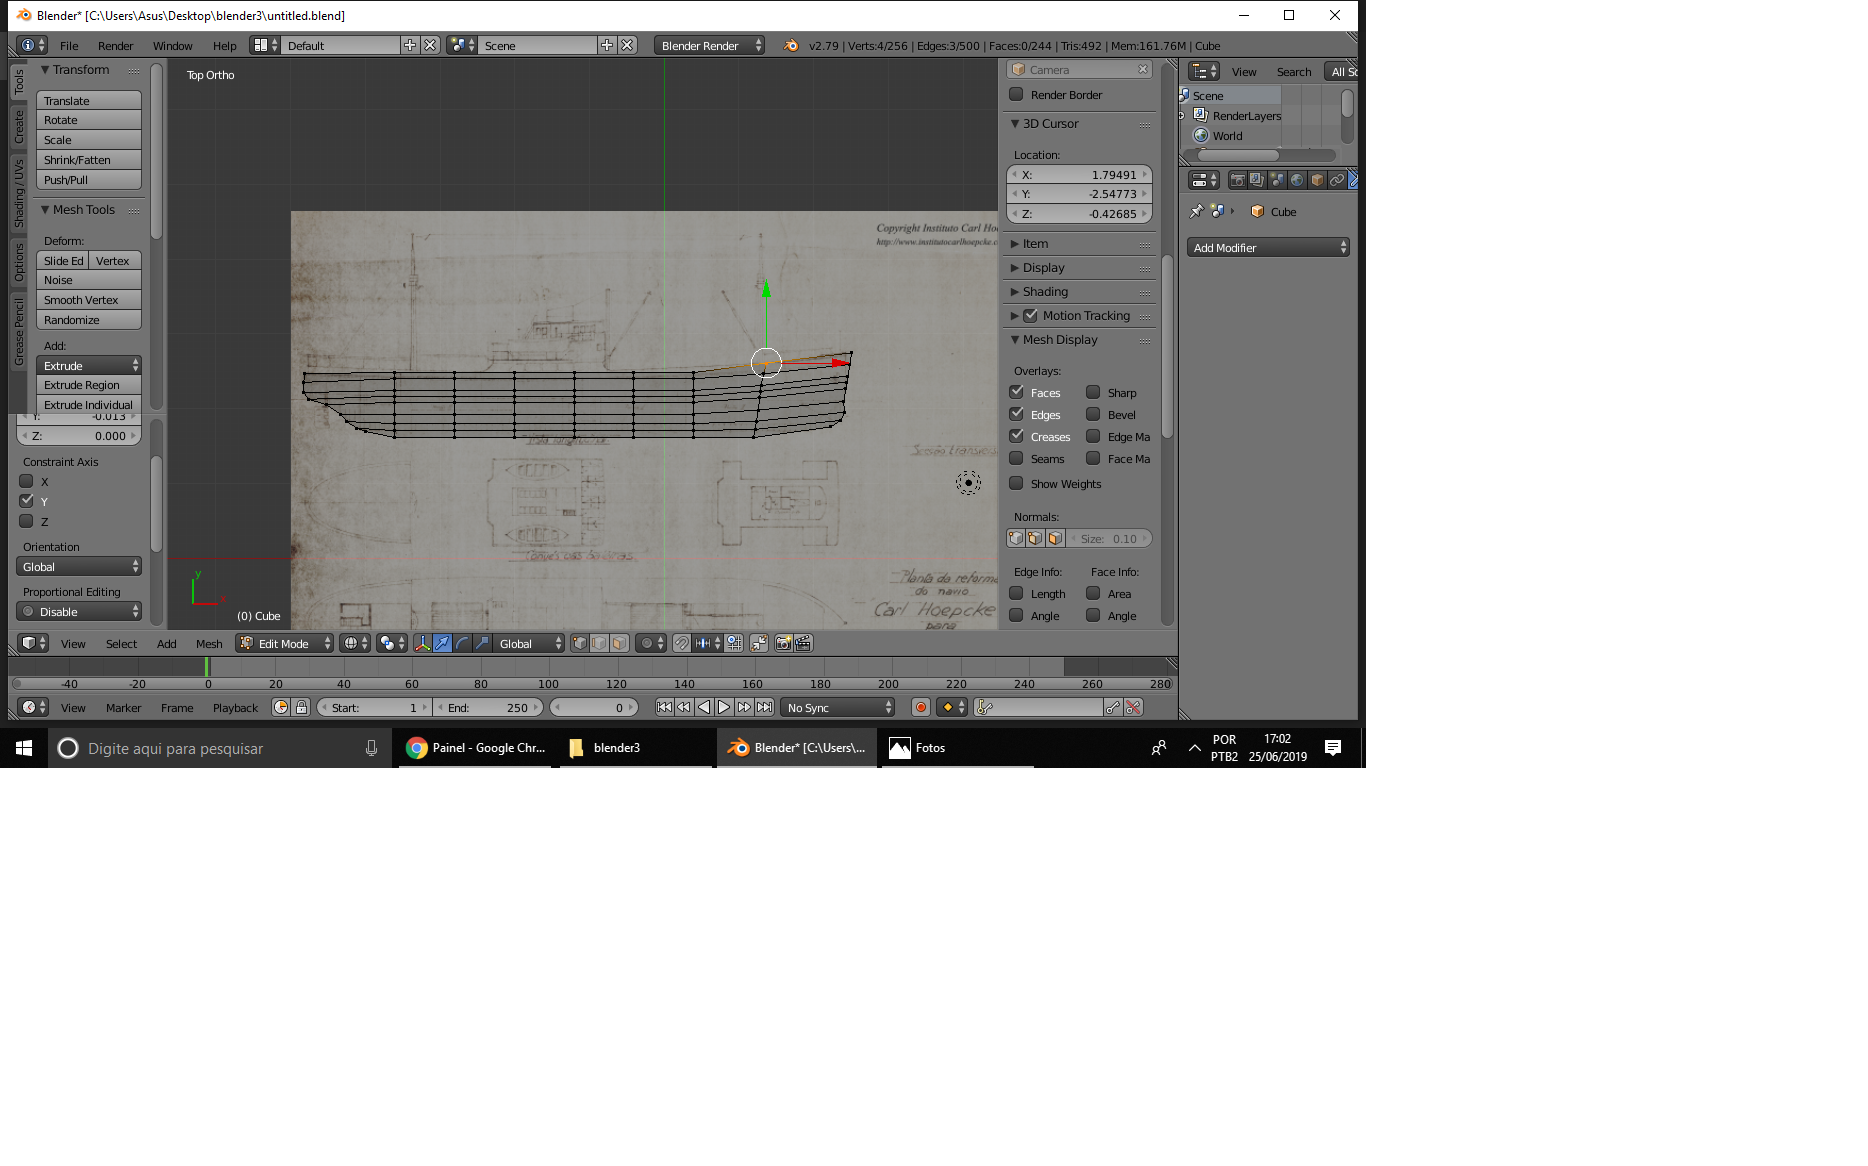 Blender* [C:\Users\Asus\Desktop\blender3\untitled.blend]
File Render Window Help Default Scene Blender Render v2.79 | Verts:4/256 | Edges:3/500 | Faces:0/244 | Tris:492 | Mem:161.76M | Cube
Tools
Create
Shading / UVs
Options
Grease Pencil
Transform
Translate
Rotate
Scale
Shrink/Fatten
Push/Pull
Mesh Tools
Deform:
Slide Ed Vertex
Noise
Smooth Vertex
Randomize
Add:
Extrude
Extrude Region
Extrude Individual
Y: -0.013
Z: 0.000
Constraint Axis
X
Y
Z
Orientation
Global
Proportional Editing
Disable
Top Ortho
Copyright Instituto Carl Hoe
http://www.institutocarlhoepcke.c
Planta da reforma
do navio
Carl Hoepcke
para
y
x
(0) Cube
Camera
Render Border
3D Cursor
Location:
X: 1.79491
Y: -2.54773
Z: -0.42685
Item
Display
Shading
Motion Tracking
Mesh Display
Overlays:
Faces Sharp
Edges Bevel
Creases Edge Ma
Seams Face Ma
Show Weights
Normals:
Size: 0.10
Edge Info: Face Info:
Length Area
Angle Angle
View Search All Sc
Scene
RenderLayers
World
Cube
Add Modifier
View Select Add Mesh Edit Mode Global
-40 -20 0 20 40 60 80 100 120 140 160 180 200 220 240 260 280
View Marker Frame Playback Start: 1 End: 250 0 No Sync
Digite aqui para pesquisar Painel - Google Chr... blender3 Blender* [C:\Users\... Fotos
POR 17:02
PTB2 25/06/2019